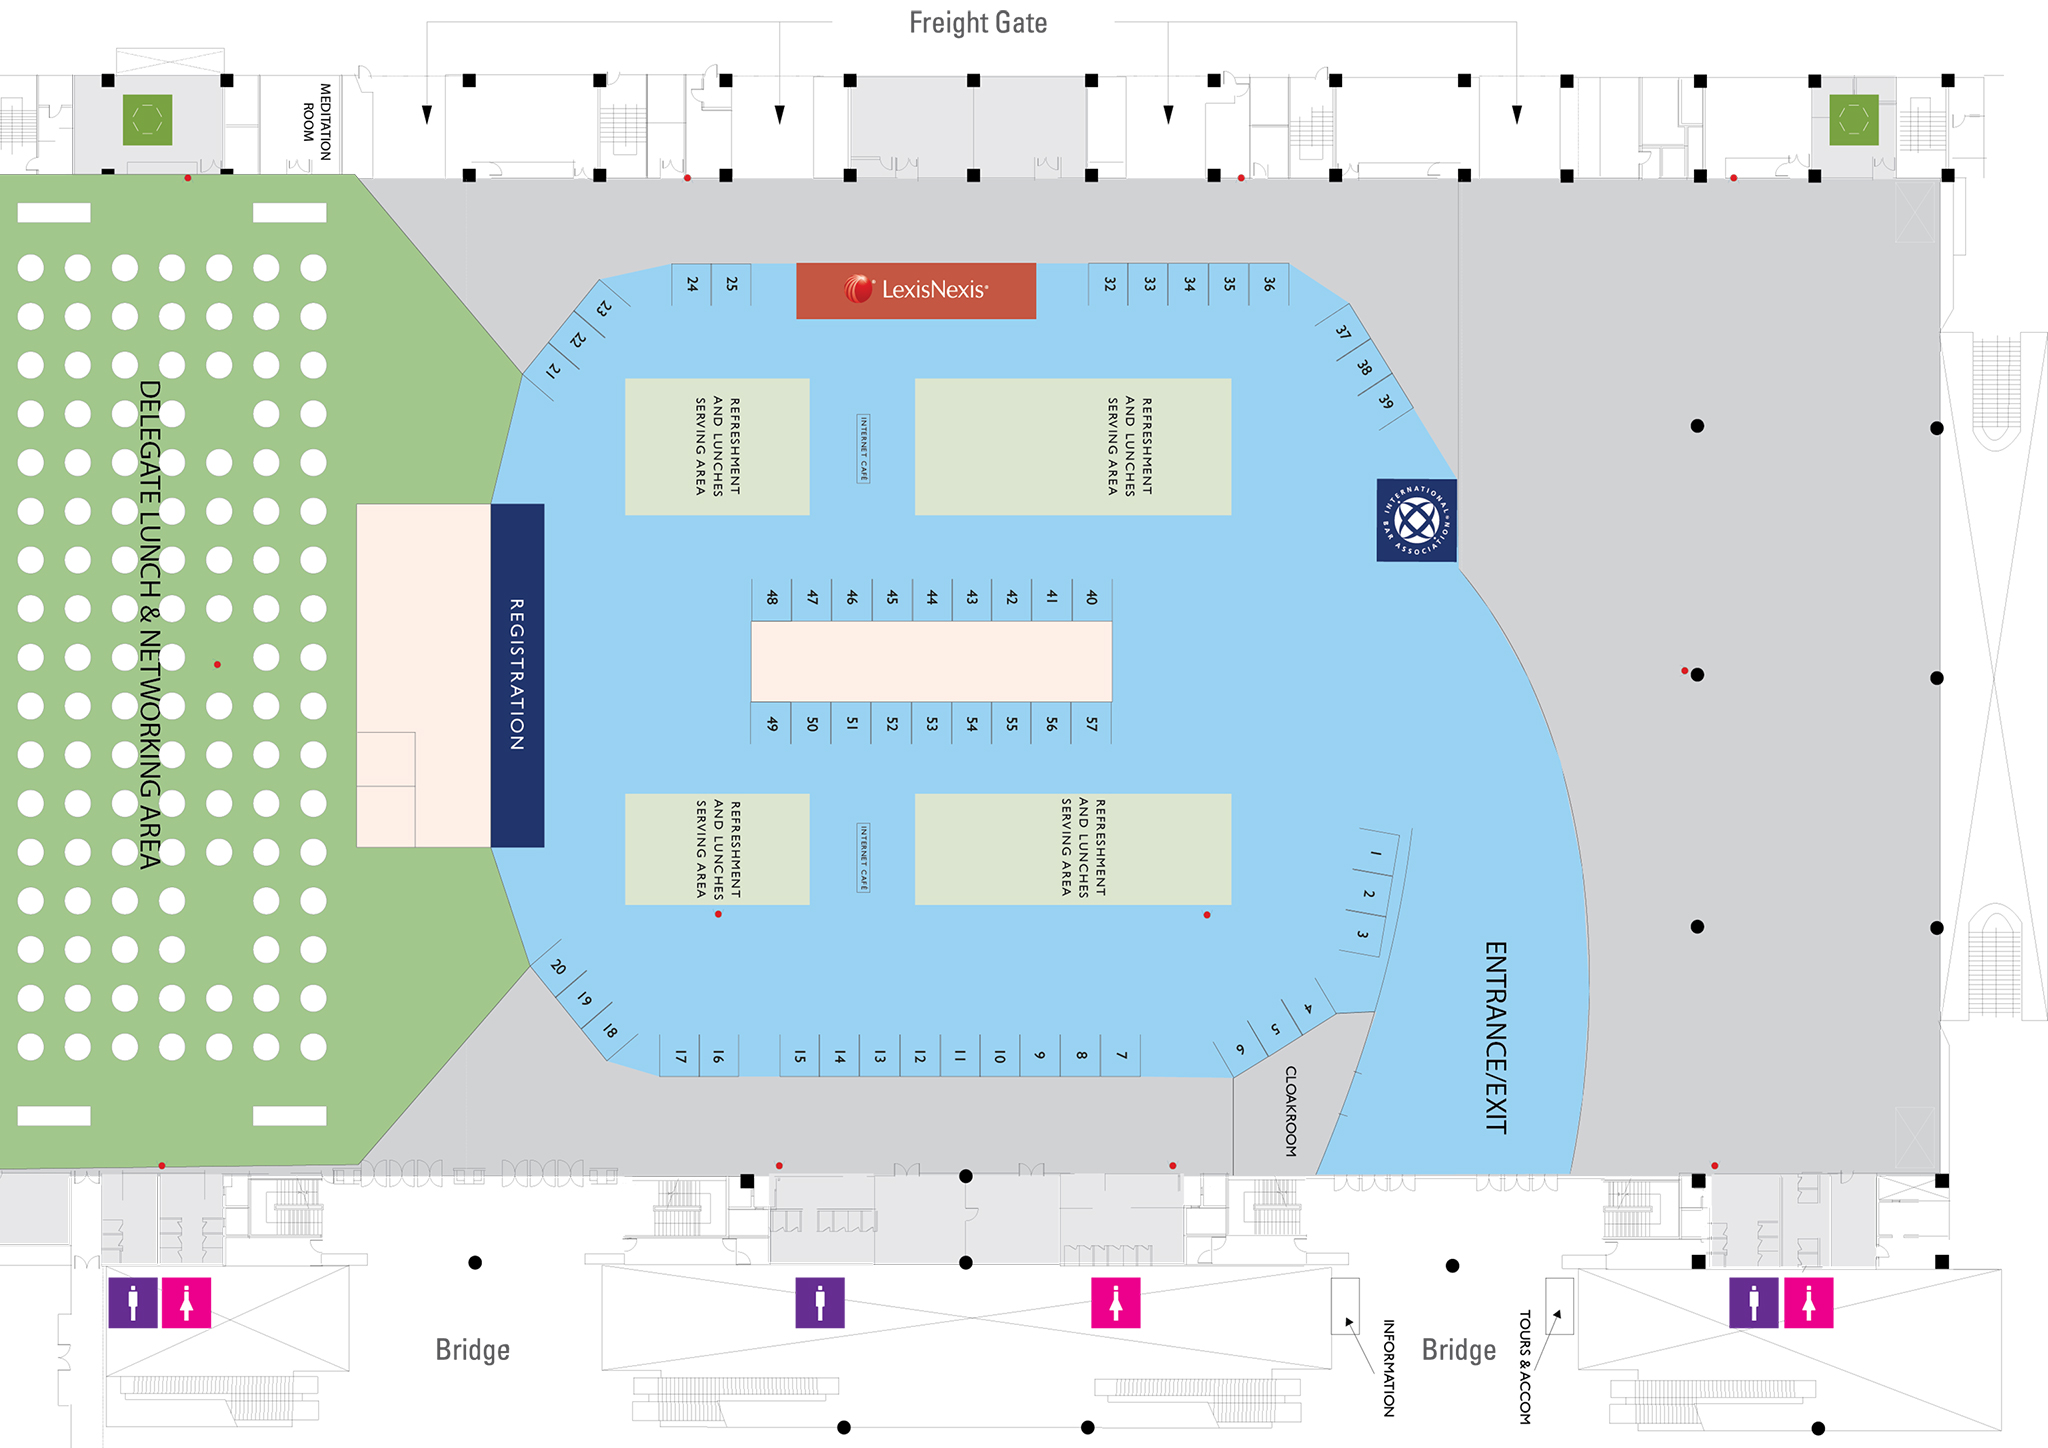 Freight Gate
MEDITATION
ROOM
24
25
LexisNexis®
32
33
34
35
36
23
22
21
37
38
39
REFRESHMENT
AND LUNCHES
SERVING AREA
INTERNET CAFÉ
REFRESHMENT
AND LUNCHES
SERVING AREA
DELEGATE LUNCH & NETWORKING AREA
INTERNATIONAL
BAR ASSOCIATION
REGISTRATION
48
47
46
45
44
43
42
41
40
49
50
51
52
53
54
55
56
57
REFRESHMENT
AND LUNCHES
SERVING AREA
INTERNET CAFÉ
REFRESHMENT
AND LUNCHES
SERVING AREA
1
2
3
4
5
6
ENTRANCE/EXIT
20
19
18
17
16
15
14
13
12
11
10
9
8
7
CLOAKROOM
Bridge
INFORMATION
Bridge
TOURS & ACCOM